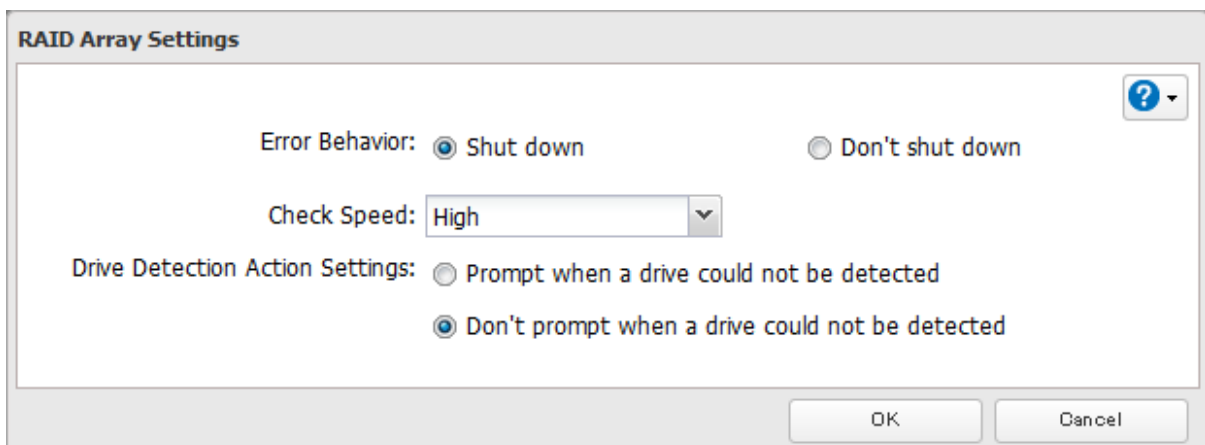 RAID Array Settings
?
Error Behavior: Shut down Don't shut down
Check Speed: High
Drive Detection Action Settings: Prompt when a drive could not be detected
Don't prompt when a drive could not be detected
OK Cancel